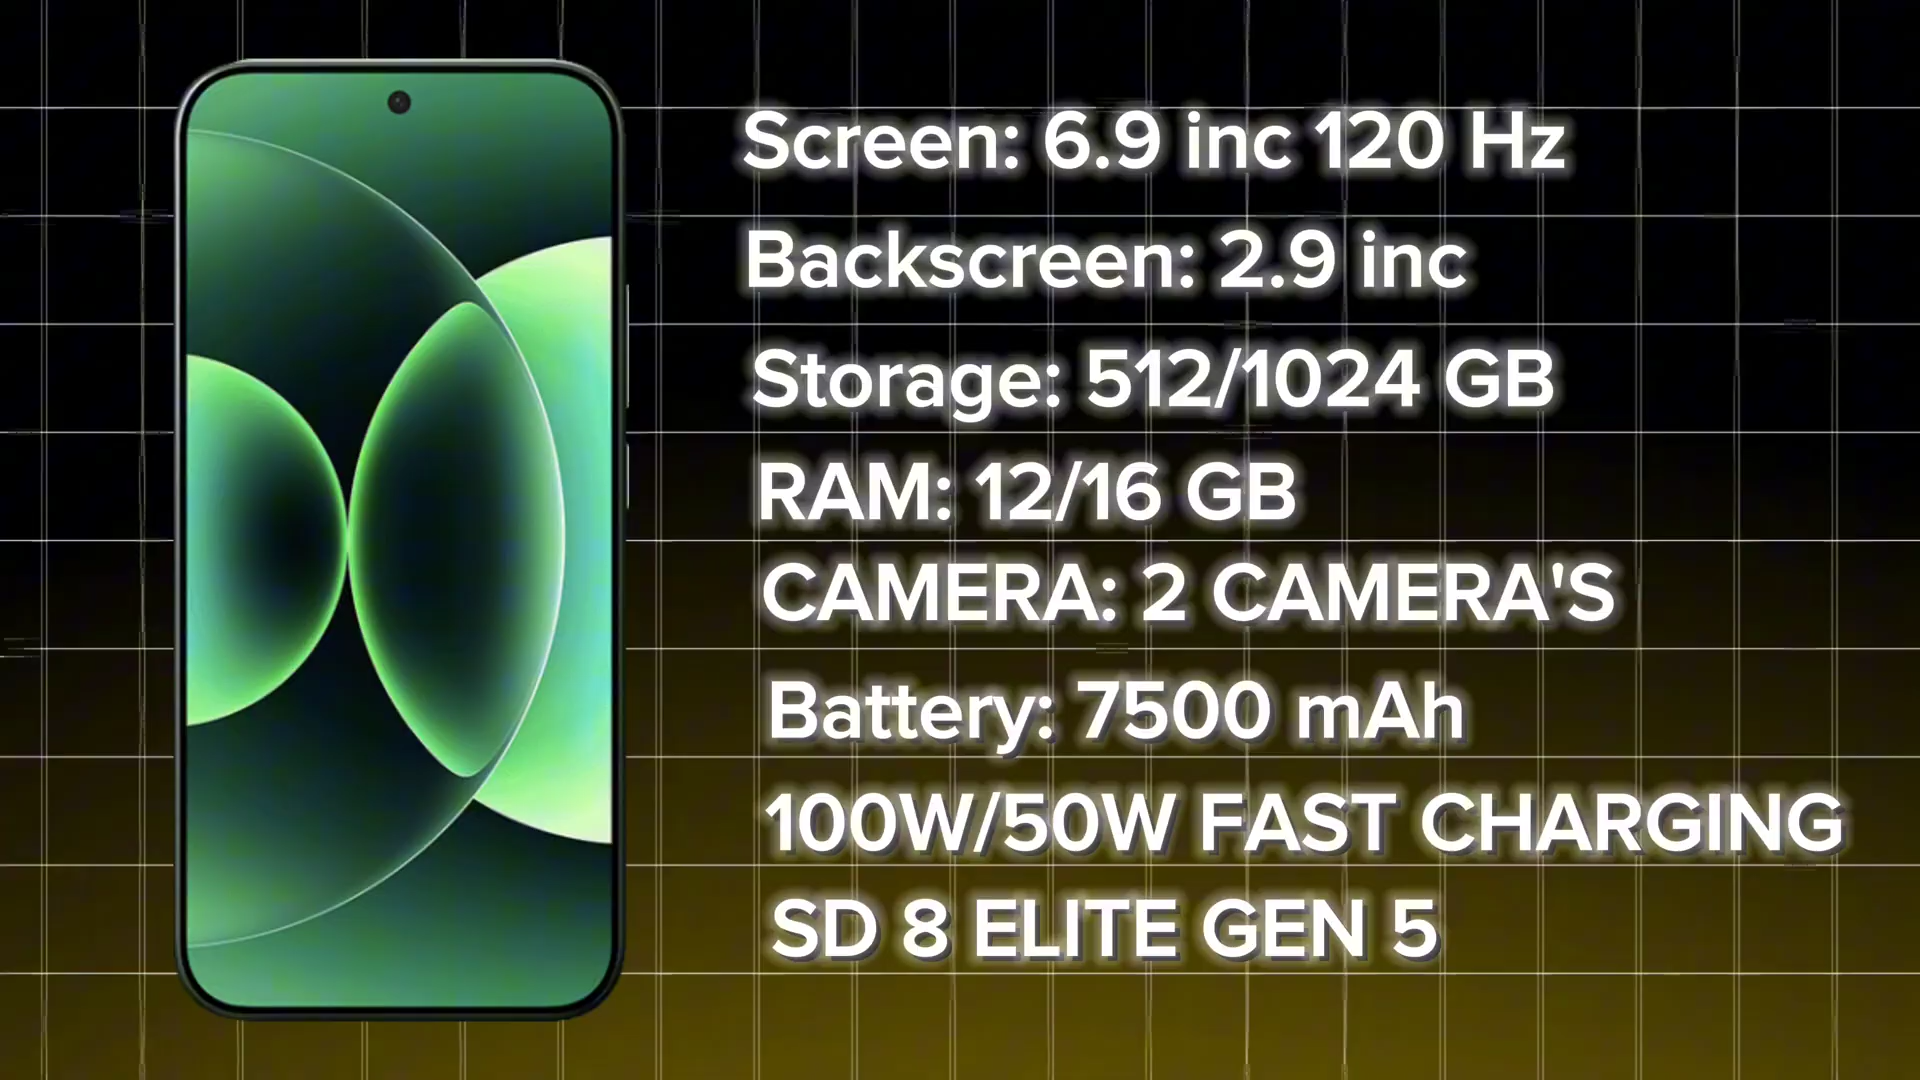 Screen: 6.9 inc 120 Hz
Backscreen: 2.9 inc
Storage: 512/1024 GB
RAM: 12/16 GB
CAMERA: 2 CAMERA'S
Battery: 7500 mAh
100W/50W FAST CHARGING
SD 8 ELITE GEN 5